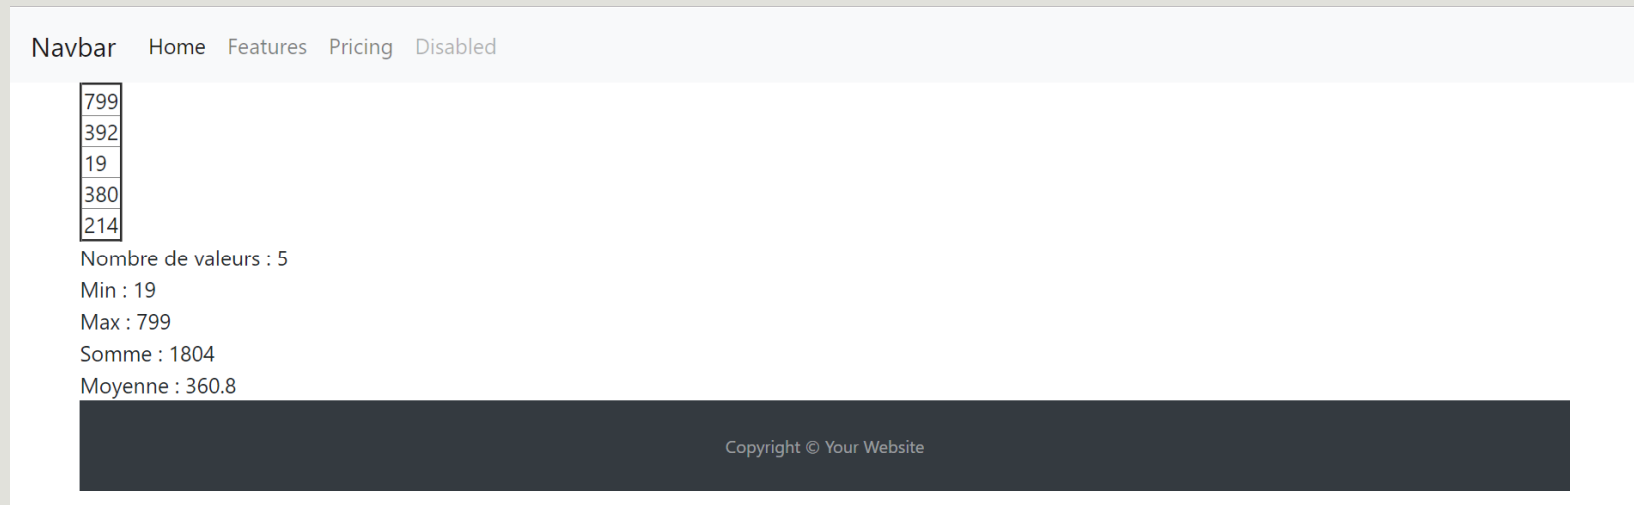 Navbar Home Features Pricing Disabled
799
392
19
380
214
Nombre de valeurs : 5
Min : 19
Max : 799
Somme : 1804
Moyenne : 360.8
Copyright © Your Website